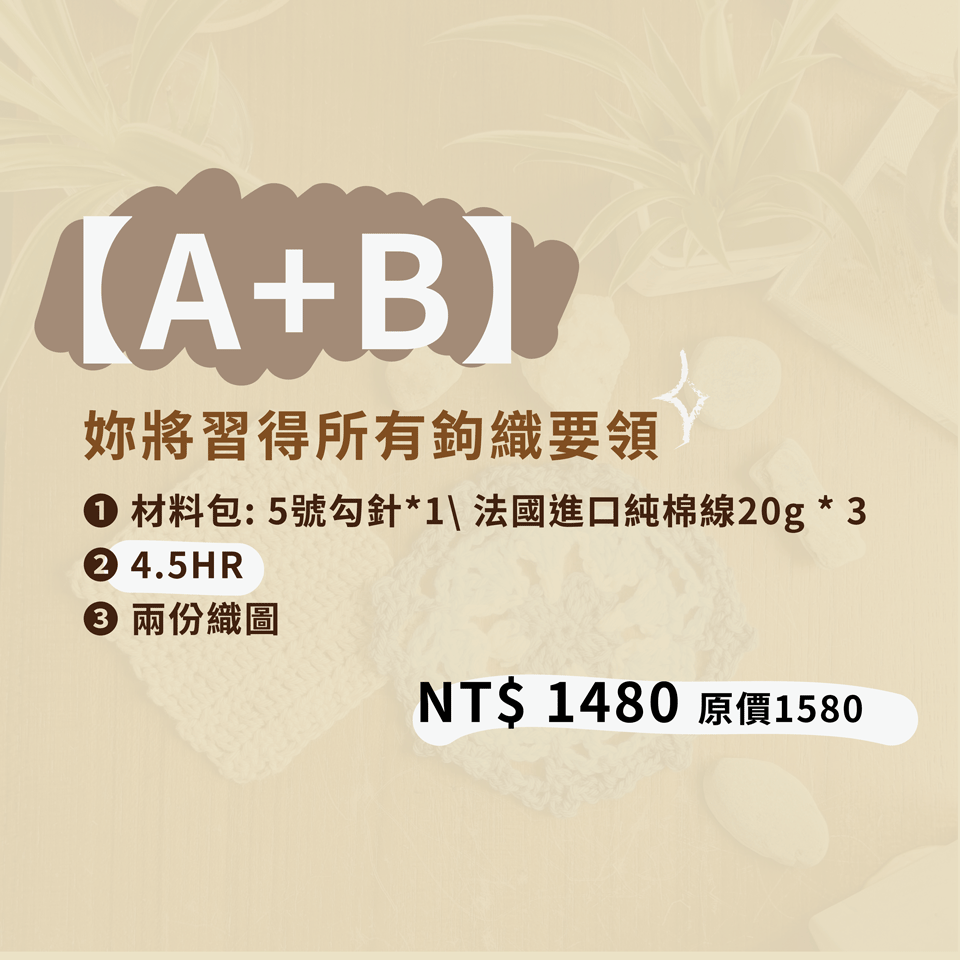 【A+B】
妳將習得所有鉤織要領
❶ 材料包: 5號勾針*1\ 法國進口純棉線20g * 3
❷ 4.5HR
❸ 兩份織圖
NT$ 1480 原價1580